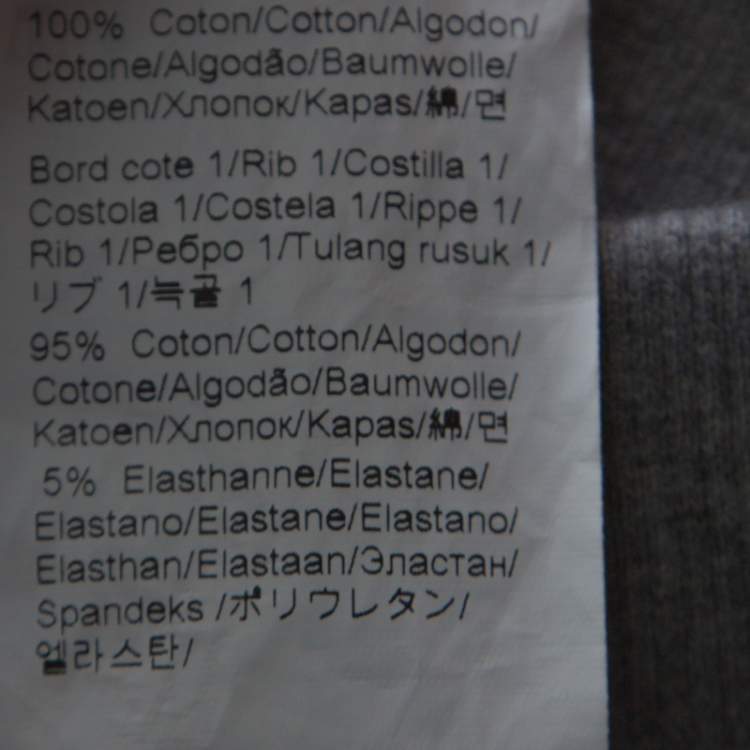 100% Coton/Cotton/Algodon/
Cotone/Algodão/Baumwolle/
Katoen/Хлопок/Kapas/綿/면
Bord cote 1/Rib 1/Costilla 1/
Costola 1/Costela 1/Rippe 1/
Rib 1/Ребро 1/Tulang rusuk 1/
リブ 1/늑골 1
95% Coton/Cotton/Algodon/
Cotone/Algodão/Baumwolle/
Katoen/Хлопок/Kapas/綿/면
5% Elasthanne/Elastane/
Elastano/Elastane/Elastano/
Elasthan/Elastaan/Эластан/
Spandeks /ポリウレタン/
엘라스탄/